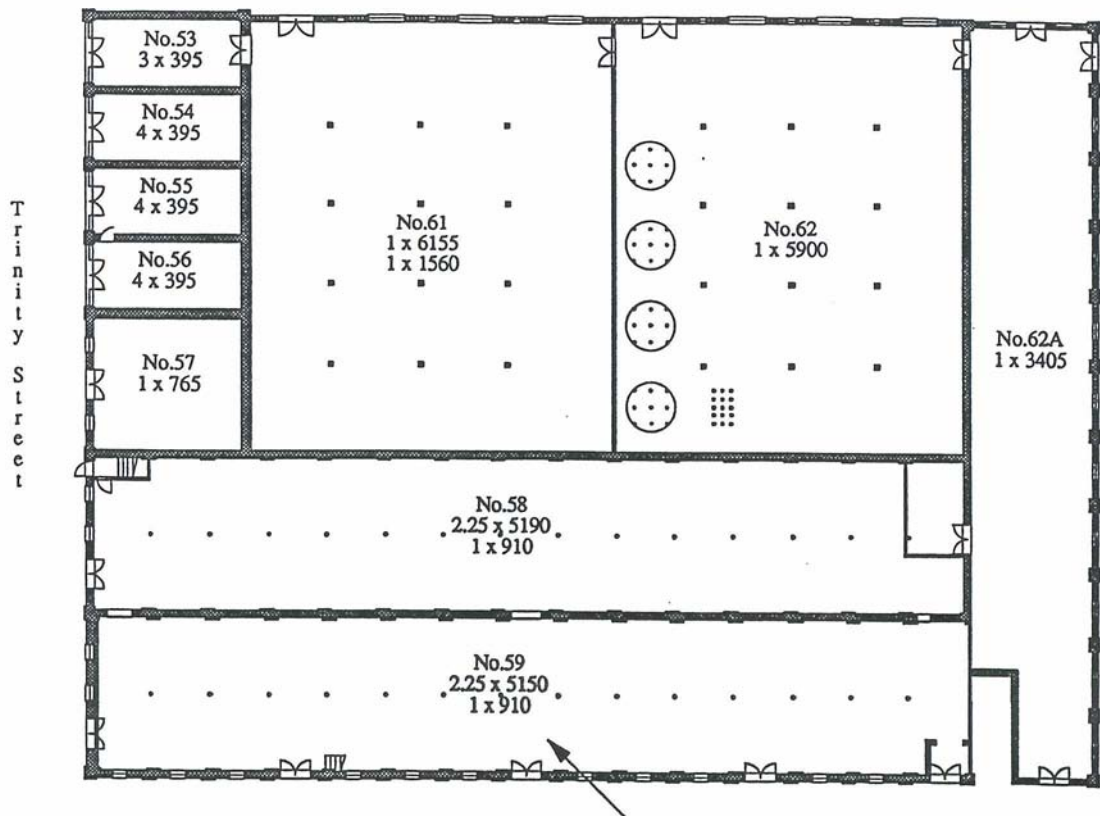 No.53
3 x 395
No.54
4 x 395
No.55
4 x 395
No.56
4 x 395
No.57
1 x 765
No.61
1 x 6155
1 x 1560
No.62
1 x 5900
No.62A
1 x 3405
Trinity Street
No.58
2.25 x 5190
1 x 910
No.59
2.25 x 5150
1 x 910